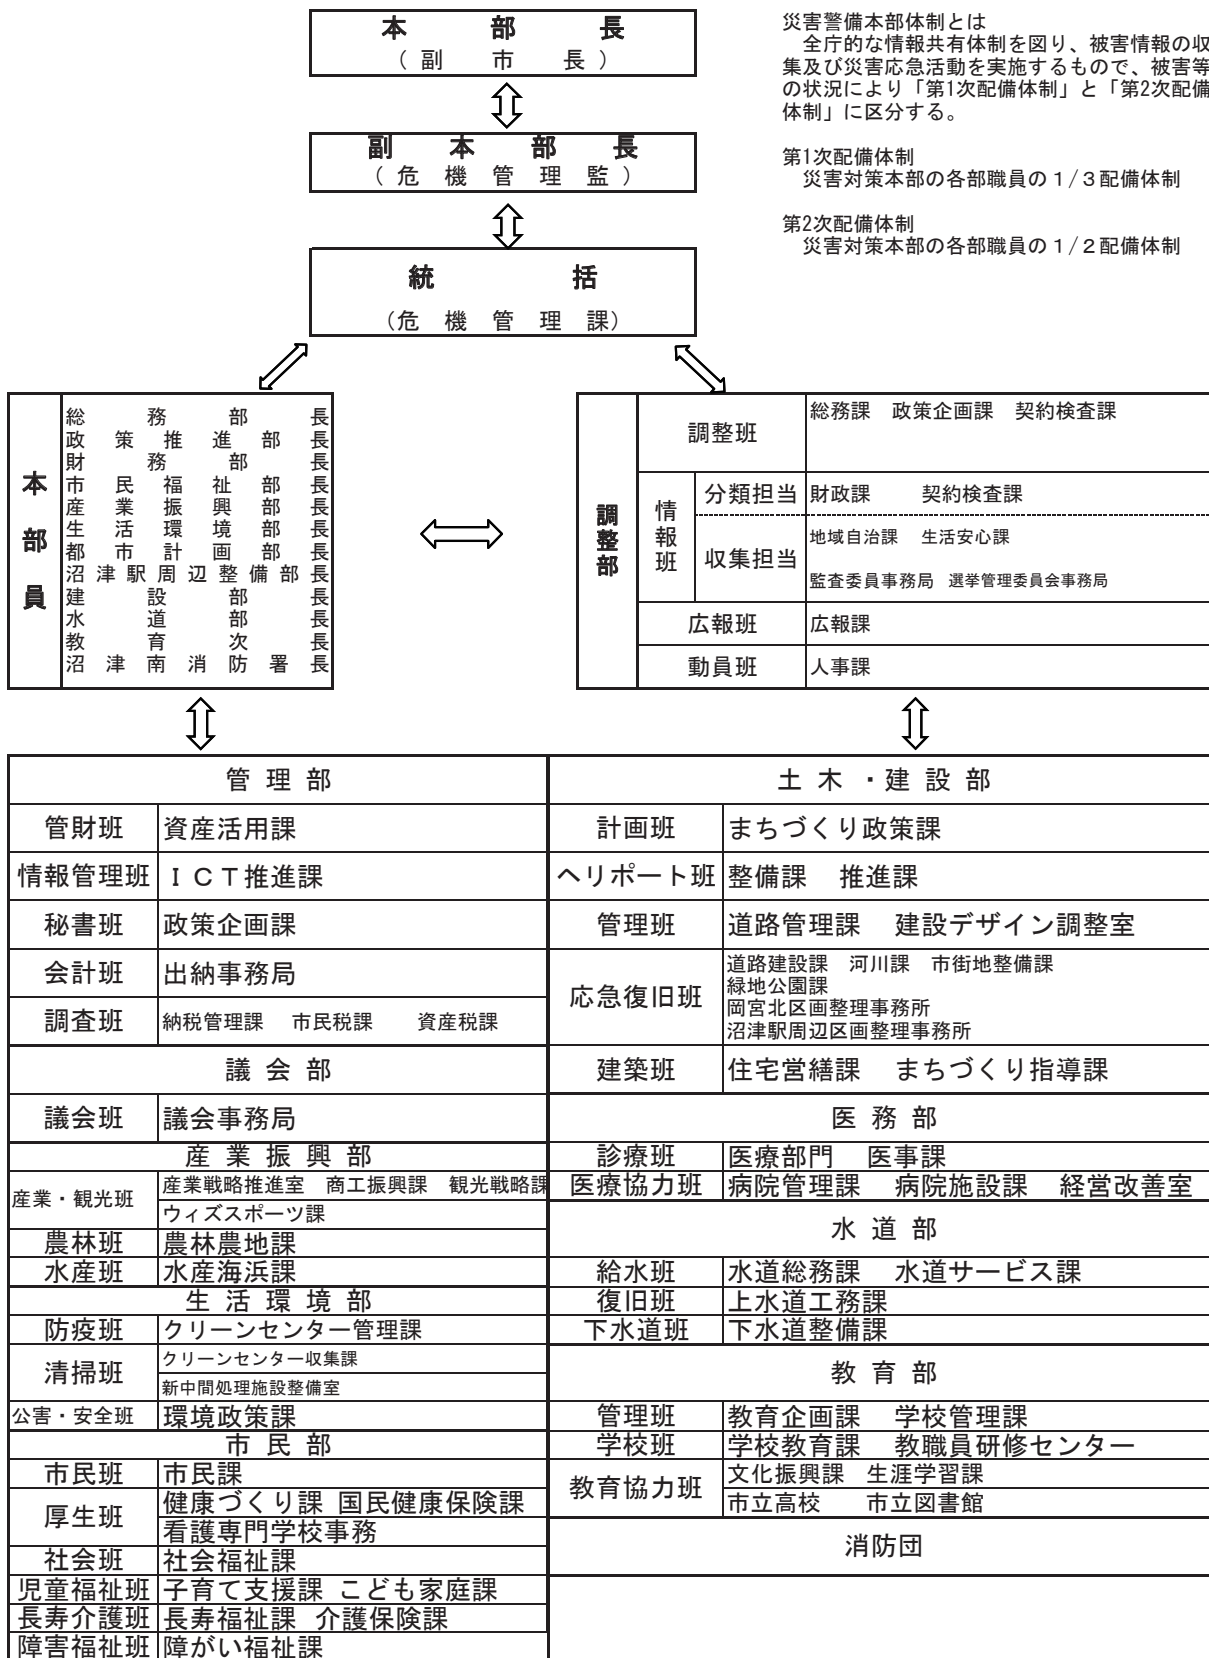 本部長
（副市長）
副本部長
（危機管理監）
統括
（危機管理課）
災害警備本部体制とは
全庁的な情報共有体制を図り、被害情報の収
集及び災害応急活動を実施するもので、被害等
の状況により「第1次配備体制」と「第2次配備
体制」に区分する。
第1次配備体制
災害対策本部の各部職員の１/３配備体制
第2次配備体制
災害対策本部の各部職員の１/２配備体制
本部員
総務部長
政策推進部長
財務部長
市民福祉部長
産業振興部長
生活環境部長
都市計画部長
沼津駅周辺整備部長
建設部長
水道部長
教育次長
沼津南消防署長
調整部
調整班 総務課 政策企画課 契約検査課
情報班
分類担当 財政課 契約検査課
収集担当 地域自治課 生活安心課
監査委員事務局 選挙管理委員会事務局
広報班 広報課
動員班 人事課
管理部
管財班 資産活用課
情報管理班 ＩＣＴ推進課
秘書班 政策企画課
会計班 出納事務局
調査班 納税管理課 市民税課 資産税課
議会部
議会班 議会事務局
産業振興部
産業・観光班 産業戦略推進室 商工振興課 観光戦略課
ウィズスポーツ課
農林班 農林農地課
水産班 水産海浜課
生活環境部
防疫班 クリーンセンター管理課
清掃班 クリーンセンター収集課
新中間処理施設整備室
公害・安全班 環境政策課
市民部
市民班 市民課
厚生班 健康づくり課 国民健康保険課
看護専門学校事務
社会班 社会福祉課
児童福祉班 子育て支援課 こども家庭課
長寿介護班 長寿福祉課 介護保険課
障害福祉班 障がい福祉課
土木・建設部
計画班 まちづくり政策課
ヘリポート班 整備課 推進課
管理班 道路管理課 建設デザイン調整室
応急復旧班 道路建設課 河川課 市街地整備課
緑地公園課
岡宮北区画整理事務所
沼津駅周辺区画整理事務所
建築班 住宅営繕課 まちづくり指導課
医務部
診療班 医療部門 医事課
医療協力班 病院管理課 病院施設課 経営改善室
水道部
給水班 水道総務課 水道サービス課
復旧班 上水道工務課
下水道班 下水道整備課
教育部
管理班 教育企画課 学校管理課
学校班 学校教育課 教職員研修センター
教育協力班 文化振興課 生涯学習課
市立高校 市立図書館
消防団